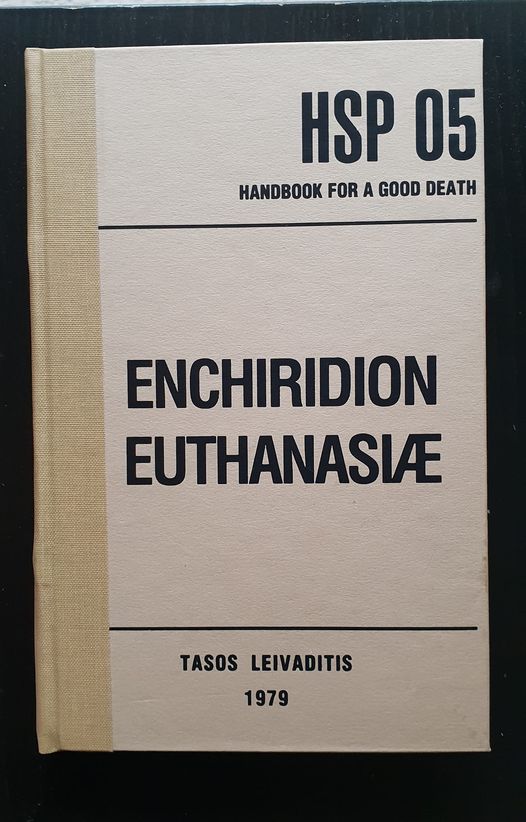 HSP 05
HANDBOOK FOR A GOOD DEATH
ENCHIRIDION
EUTHANASIÆ
TASOS LEIVADITIS
1979